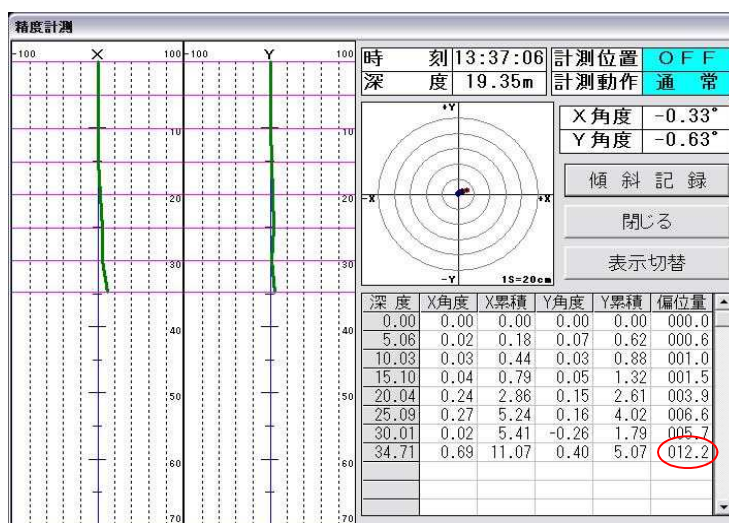 精度計測
-100 X 100 -100 Y 100
10 10
20 20
30 30
40 40
50 50
60 60
70 70
時 刻 13:37:06 計測位置 OFF
深 度 19.35m 計測動作 通 常
+Y
-X +X
-Y 1S=20cm
X角度 -0.33°
Y角度 -0.63°
傾 斜 記 録
閉じる
表示切替
深 度 X角度 X累積 Y角度 Y累積 偏位量
0.00 0.00 0.00 0.00 0.00 000.0
5.06 0.02 0.18 0.07 0.62 000.6
10.03 0.03 0.44 0.03 0.88 001.0
15.10 0.04 0.79 0.05 1.32 001.5
20.04 0.24 2.86 0.15 2.61 003.9
25.09 0.27 5.24 0.16 4.02 006.6
30.01 0.02 5.41 -0.26 1.79 005.7
34.71 0.69 11.07 0.40 5.07 012.2